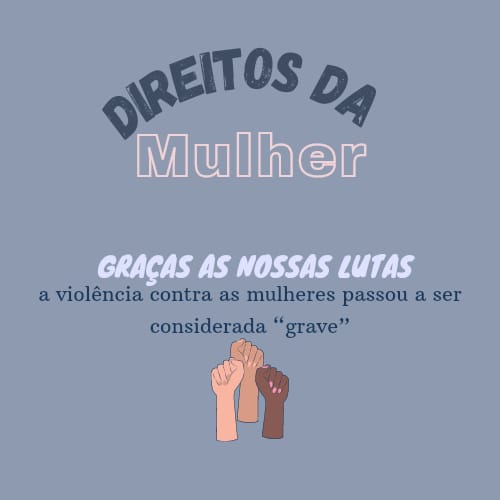 DIREITOS DA
Mulher
GRAÇAS AS NOSSAS LUTAS
a violência contra as mulheres passou a ser
considerada “grave”